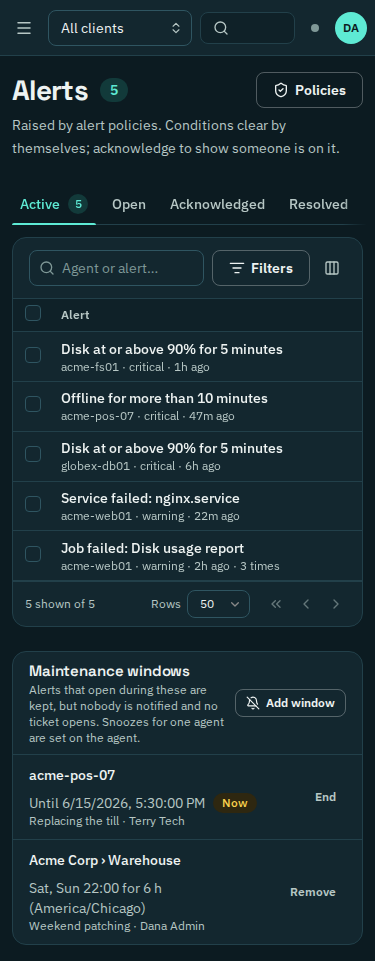 All clients
DA
Alerts 5
Policies
Raised by alert policies. Conditions clear by
themselves; acknowledge to show someone is on it.
Active 5 Open Acknowledged Resolved
Agent or alert...
Filters
Alert
Disk at or above 90% for 5 minutes
acme-fs01 · critical · 1h ago
Offline for more than 10 minutes
acme-pos-07 · critical · 47m ago
Disk at or above 90% for 5 minutes
globex-db01 · critical · 6h ago
Service failed: nginx.service
acme-web01 · warning · 22m ago
Job failed: Disk usage report
acme-web01 · warning · 2h ago · 3 times
5 shown of 5 Rows 50
Maintenance windows
Alerts that open during these are
kept, but nobody is notified and no
ticket opens. Snoozes for one agent
are set on the agent.
Add window
acme-pos-07
Until 6/15/2026, 5:30:00 PM Now
Replacing the till · Terry Tech
End
Acme Corp › Warehouse
Sat, Sun 22:00 for 6 h
(America/Chicago)
Weekend patching · Dana Admin
Remove